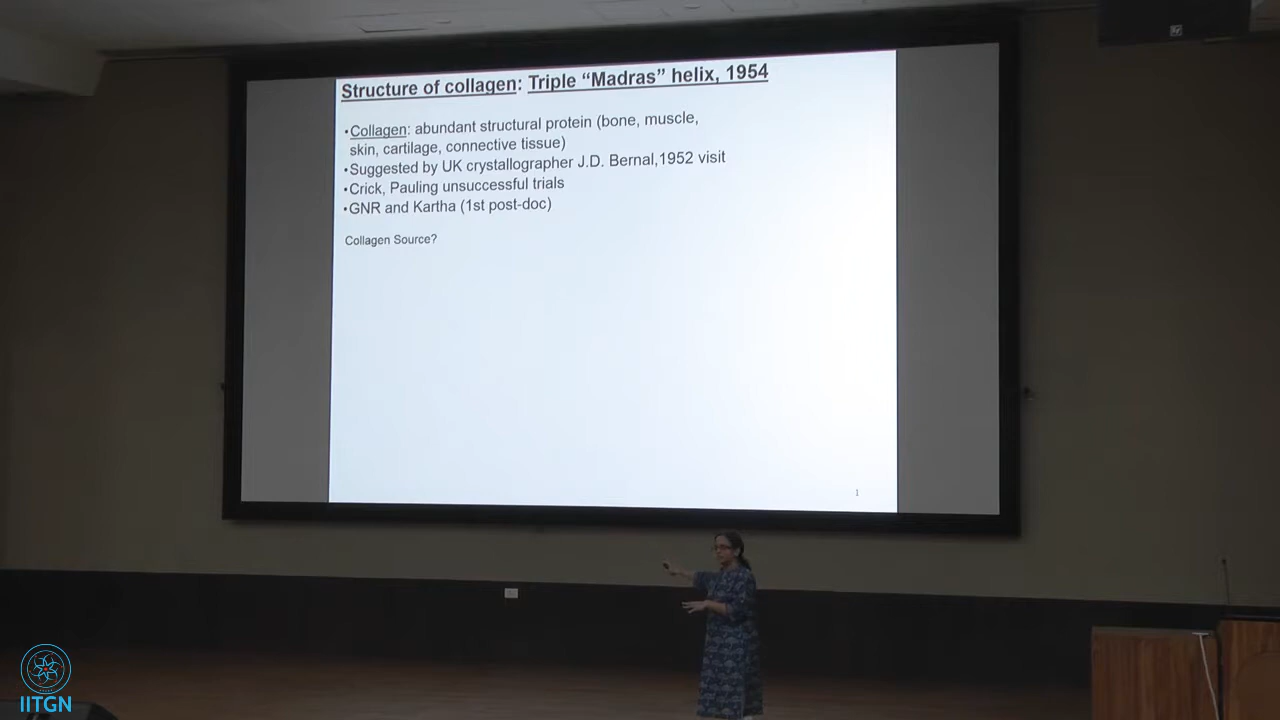 Structure of collagen: Triple “Madras” helix, 1954
•Collagen: abundant structural protein (bone, muscle,
skin, cartilage, connective tissue)
•Suggested by UK crystallographer J.D. Bernal,1952 visit
•Crick, Pauling unsuccessful trials
•GNR and Kartha (1st post-doc)
Collagen Source?
1
IITGN